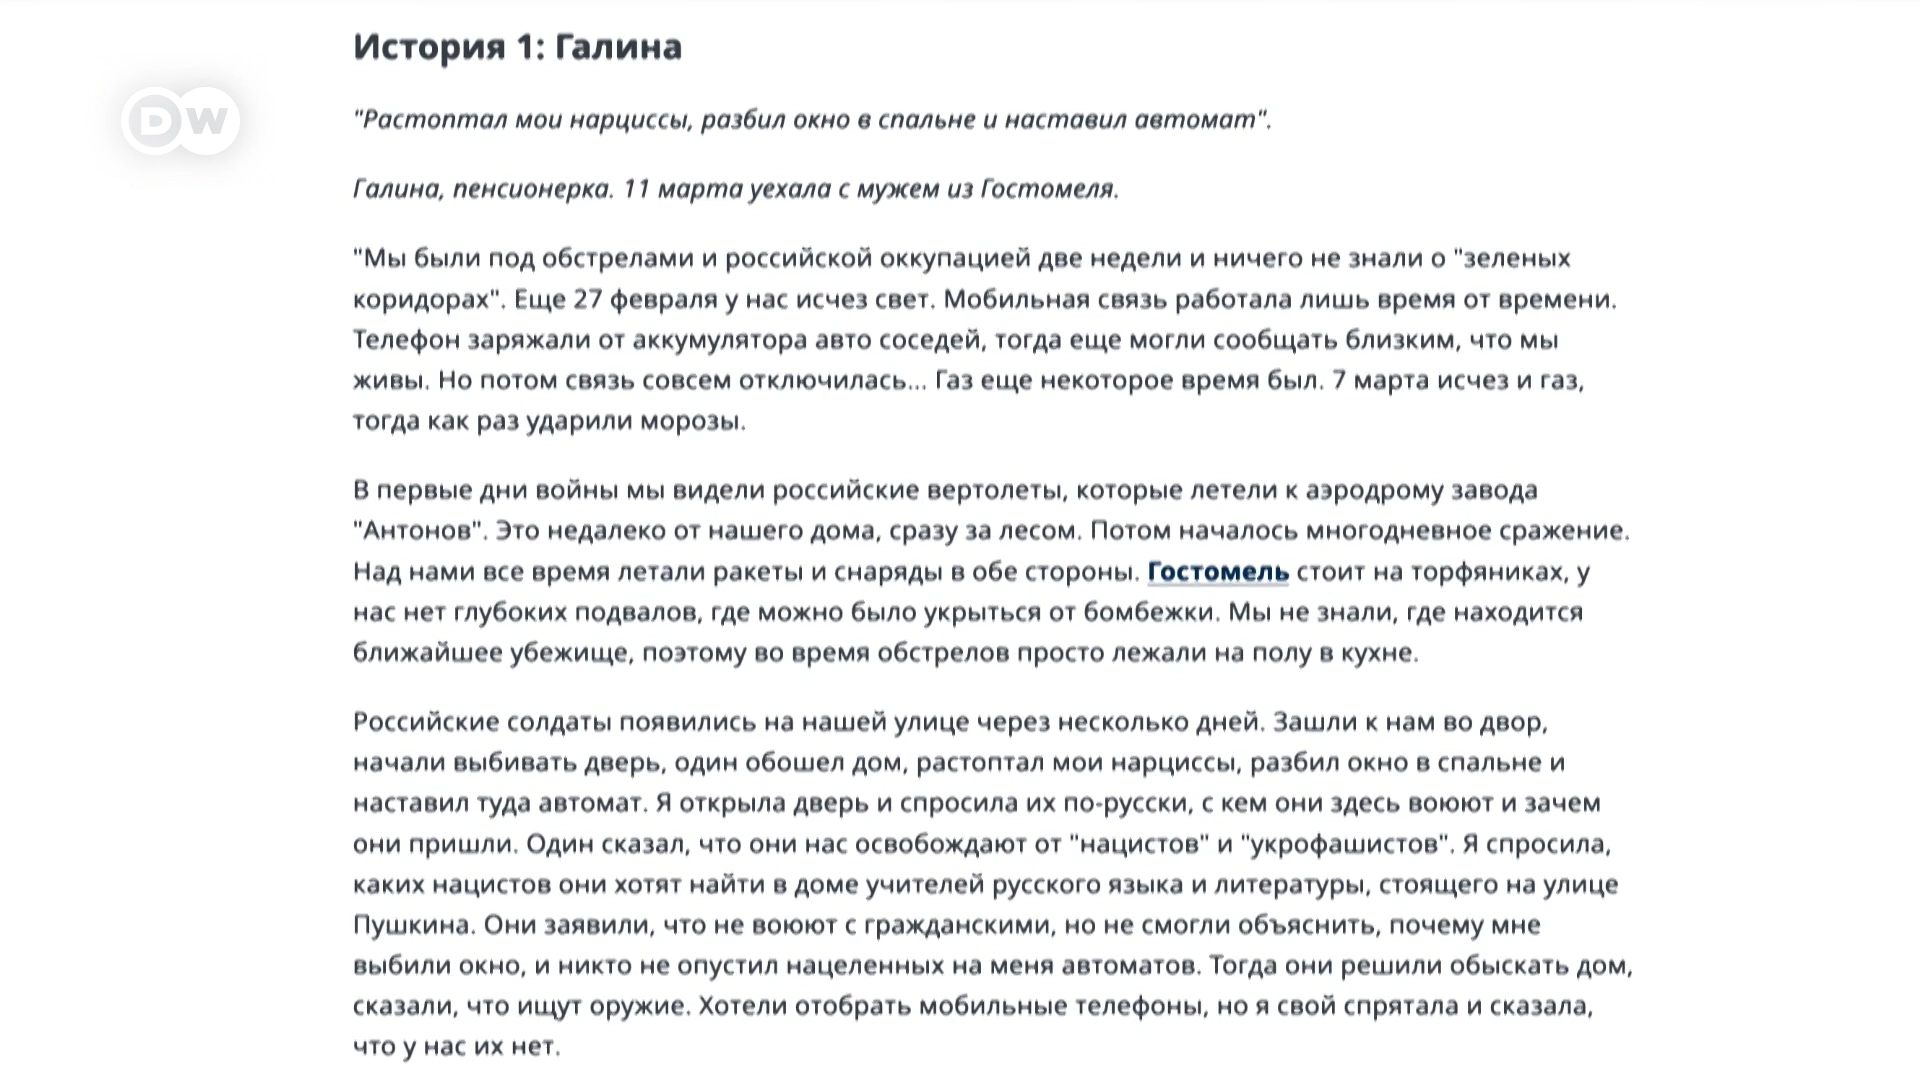 История 1: Галина
DW
"Растоптал мои нарциссы, разбил окно в спальне и наставил автомат".
Галина, пенсионерка. 11 марта уехала с мужем из Гостомеля.
"Мы были под обстрелами и российской оккупацией две недели и ничего не знали о "зеленых
коридорах". Еще 27 февраля у нас исчез свет. Мобильная связь работала лишь время от времени.
Телефон заряжали от аккумулятора авто соседей, тогда еще могли сообщать близким, что мы
живы. Но потом связь совсем отключилась... Газ еще некоторое время был. 7 марта исчез и газ,
тогда как раз ударили морозы.
В первые дни войны мы видели российские вертолеты, которые летели к аэродрому завода
"Антонов". Это недалеко от нашего дома, сразу за лесом. Потом началось многодневное сражение.
Над нами все время летали ракеты и снаряды в обе стороны. Гостомель стоит на торфяниках, у
нас нет глубоких подвалов, где можно было укрыться от бомбежки. Мы не знали, где находится
ближайшее убежище, поэтому во время обстрелов просто лежали на полу в кухне.
Российские солдаты появились на нашей улице через несколько дней. Зашли к нам во двор,
начали выбивать дверь, один обошел дом, растоптал мои нарциссы, разбил окно в спальне и
наставил туда автомат. Я открыла дверь и спросила их по-русски, с кем они здесь воюют и зачем
они пришли. Один сказал, что они нас освобождают от "нацистов" и "укрофашистов". Я спросила,
каких нацистов они хотят найти в доме учителей русского языка и литературы, стоящего на улице
Пушкина. Они заявили, что не воюют с гражданскими, но не смогли объяснить, почему мне
выбили окно, и никто не опустил нацеленных на меня автоматов. Тогда они решили обыскать дом,
сказали, что ищут оружие. Хотели отобрать мобильные телефоны, но я свой спрятала и сказала,
что у нас их нет.